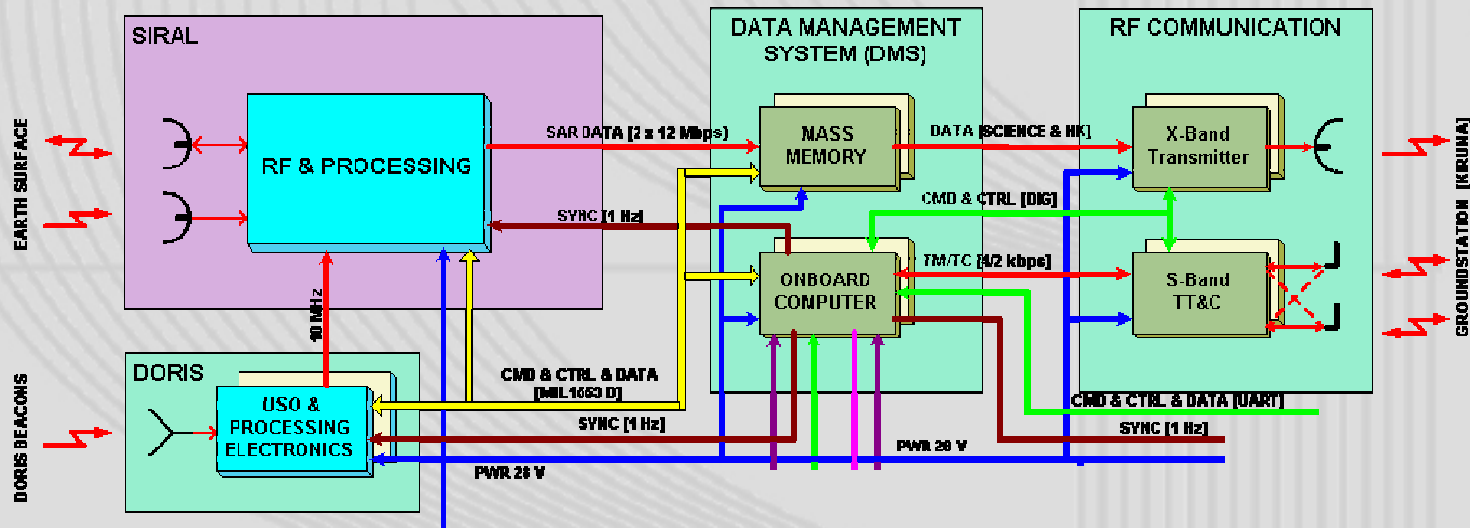 SIRAL
EARTH SURFACE
RF & PROCESSING
10 MHz
DORIS
DORIS BEACONS
USO &
PROCESSING
ELECTRONICS
SAR DATA [2 x 12 Mbps)
SYNC [1 Hz]
CMD & CTRL & DATA
[MIL1553 D]
SYNC [1 Hz]
PWR 28 V
DATA MANAGEMENT
SYSTEM (DMS)
MASS
MEMORY
ONBOARD
COMPUTER
DATA [SCIENCE & HK]
CMD & CTRL [DIG]
TM/TC [4/2 kbps]
RF COMMUNICATION
X-Band
Transmitter
S-Band
TT&C
CMD & CTRL & DATA [UART]
SYNC [1 Hz]
PWR 28 V
GROUNDSTATION [KIRUNA]